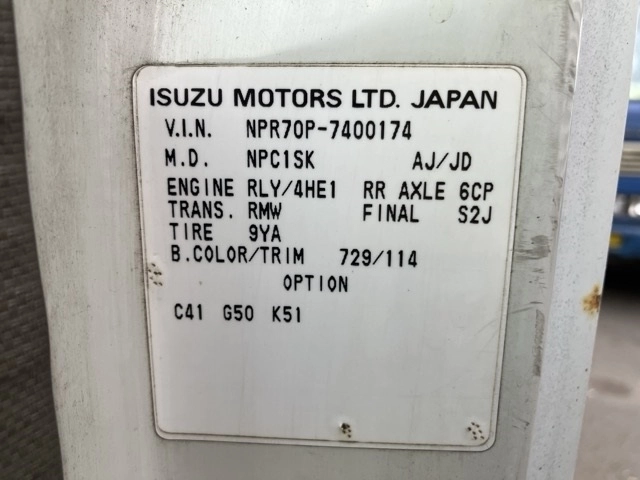 ISUZU MOTORS LTD. JAPAN
V.I.N. NPR70P-7400174
M.D. NPC1SK AJ/JD
ENGINE RLY/4HE1 RR AXLE 6CP
TRANS. RMW FINAL S2J
TIRE 9YA
B.COLOR/TRIM 729/114
OPTION
C41 G50 K51